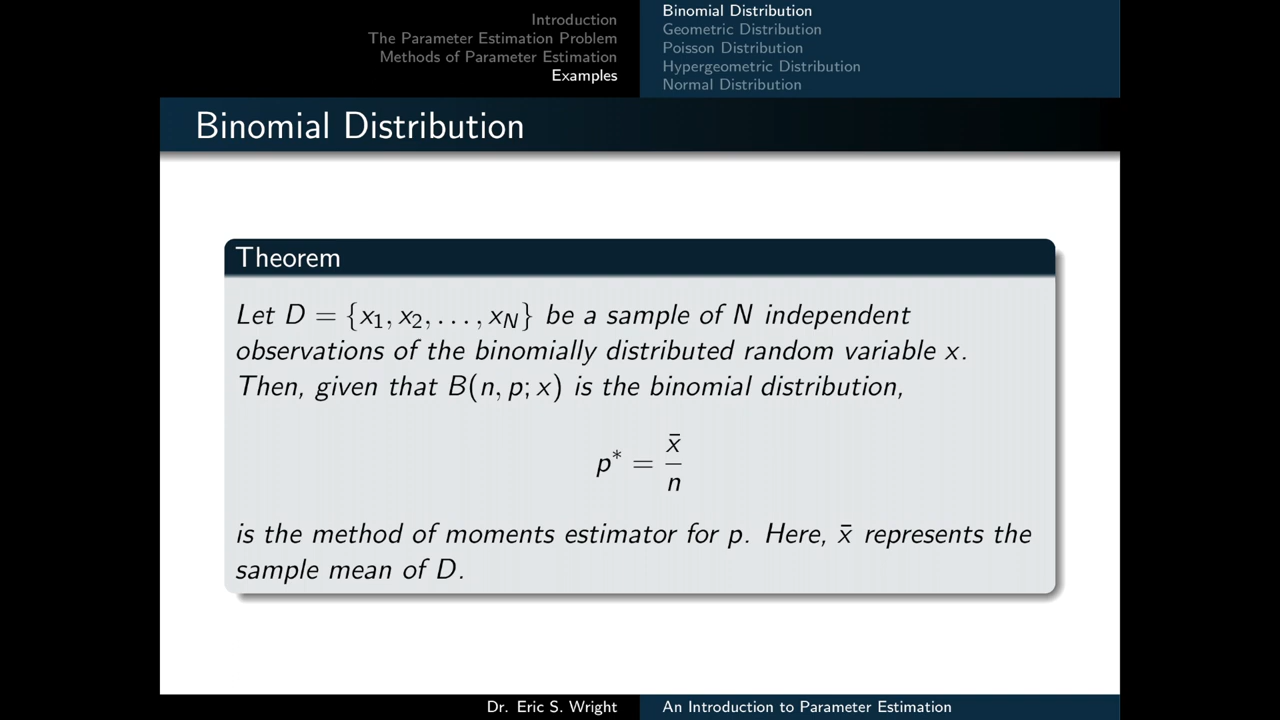 Introduction
The Parameter Estimation Problem
Methods of Parameter Estimation
Examples
Binomial Distribution
Geometric Distribution
Poisson Distribution
Hypergeometric Distribution
Normal Distribution
Binomial Distribution
Theorem
Let D = {x₁, x₂, . . . , x_N} be a sample of N independent
observations of the binomially distributed random variable x.
Then, given that B(n, p; x) is the binomial distribution,
p* = x̄/n
is the method of moments estimator for p. Here, x̄ represents the
sample mean of D.
Dr. Eric S. Wright
An Introduction to Parameter Estimation